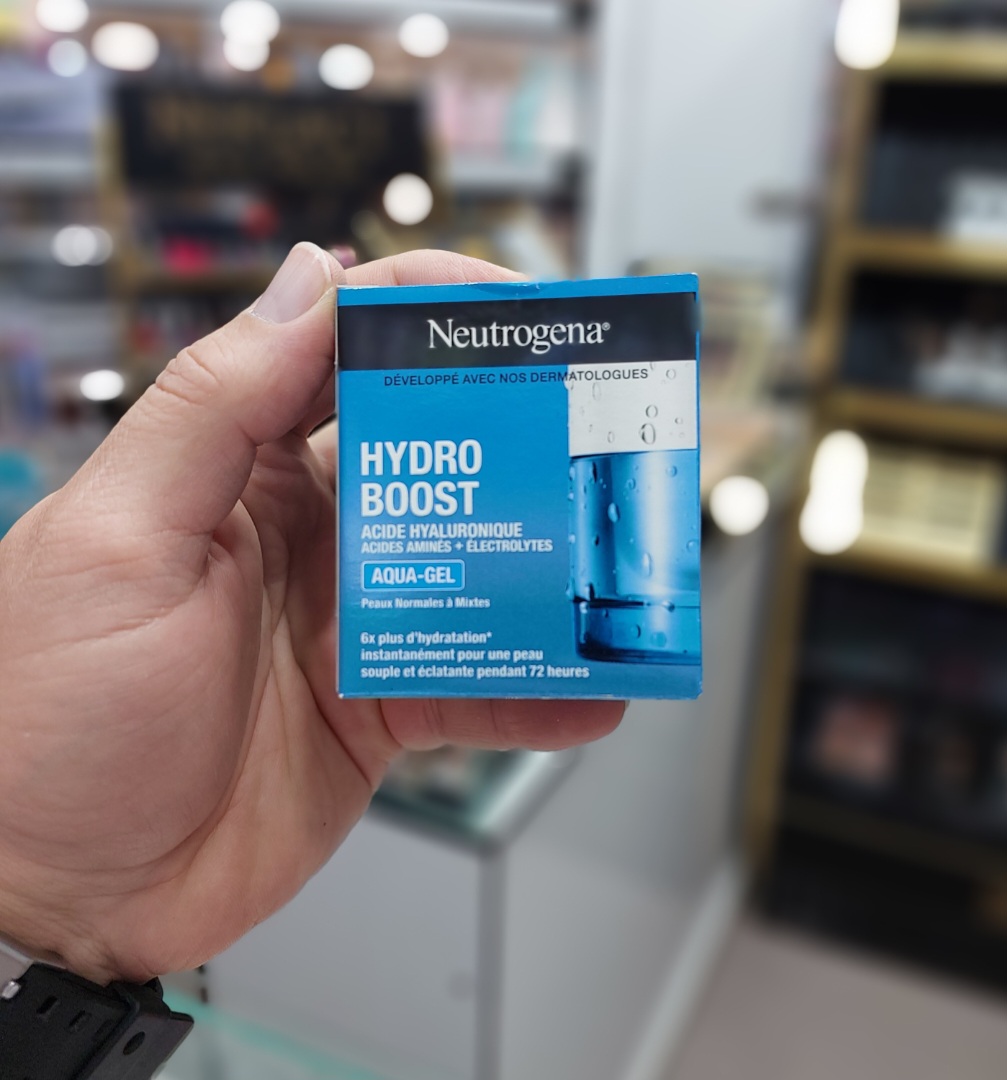 Neutrogena®
DÉVELOPPÉ AVEC NOS DERMATOLOGUES
HYDRO
BOOST
ACIDE HYALURONIQUE
ACIDES AMINÉS + ÉLECTROLYTES
AQUA-GEL
Peaux Normales à Mixtes
6x plus d'hydratation*
instantanément pour une peau
souple et éclatante pendant 72 heures